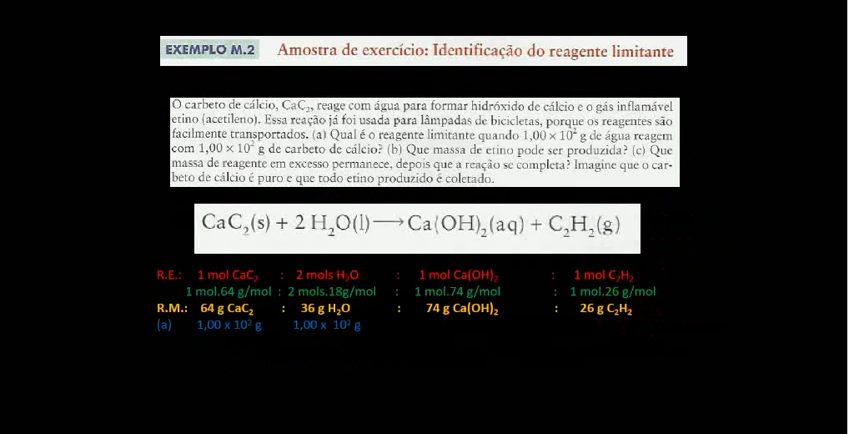 EXEMPLO M.2 Amostra de exercício: Identificação do reagente limitante
O carbeto de cálcio, CaC₂, reage com água para formar hidróxido de cálcio e o gás inflamável
etino (acetileno). Essa reação já foi usada para lâmpadas de bicicletas, porque os reagentes são
facilmente transportados. (a) Qual é o reagente limitante quando 1,00 × 10² g de água reagem
com 1,00 × 10² g de carbeto de cálcio? (b) Que massa de etino pode ser produzida? (c) Que
massa de reagente em excesso permanece, depois que a reação se completa? Imagine que o car-
beto de cálcio é puro e que todo etino produzido é coletado.
CaC₂(s) + 2 H₂O(l) ⟶ Ca(OH)₂(aq) + C₂H₂(g)
R.E.: 1 mol CaC₂ : 2 mols H₂O : 1 mol Ca(OH)₂ : 1 mol C₂H₂
1 mol.64 g/mol : 2 mols.18g/mol : 1 mol.74 g/mol : 1 mol.26 g/mol
R.M.: 64 g CaC₂ : 36 g H₂O : 74 g Ca(OH)₂ : 26 g C₂H₂
(a) 1,00 x 10² g 1,00 x 10² g